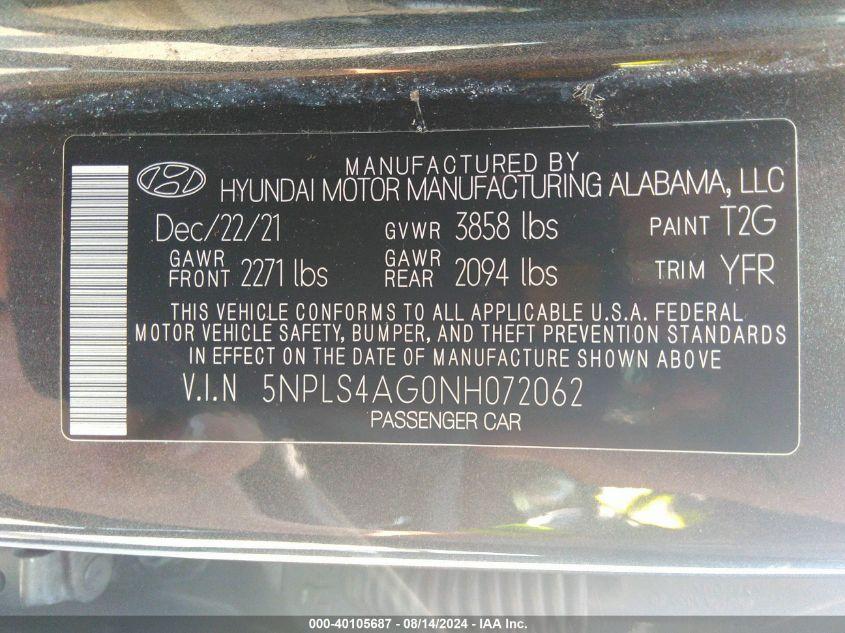 MANUFACTURED BY
HYUNDAI MOTOR MANUFACTURING ALABAMA, LLC
Dec/22/21 GVWR 3858 lbs PAINT T2G
GAWR FRONT 2271 lbs GAWR REAR 2094 lbs TRIM YFR
THIS VEHICLE CONFORMS TO ALL APPLICABLE U.S.A. FEDERAL
MOTOR VEHICLE SAFETY, BUMPER, AND THEFT PREVENTION STANDARDS
IN EFFECT ON THE DATE OF MANUFACTURE SHOWN ABOVE
V.I.N 5NPLS4AG0NH072062
PASSENGER CAR
000-40105687 - 08/14/2024 - IAA Inc.